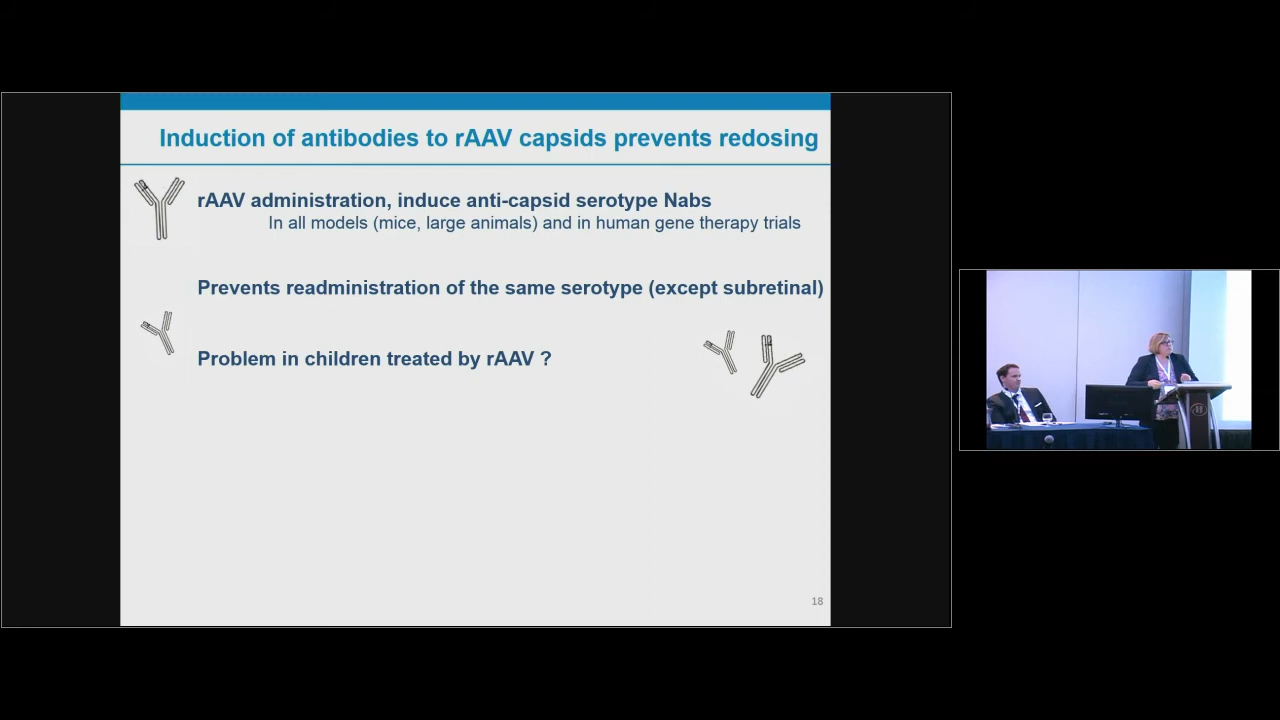 Induction of antibodies to rAAV capsids prevents redosing
rAAV administration, induce anti-capsid serotype Nabs
In all models (mice, large animals) and in human gene therapy trials
Prevents readministration of the same serotype (except subretinal)
Problem in children treated by rAAV ?
18